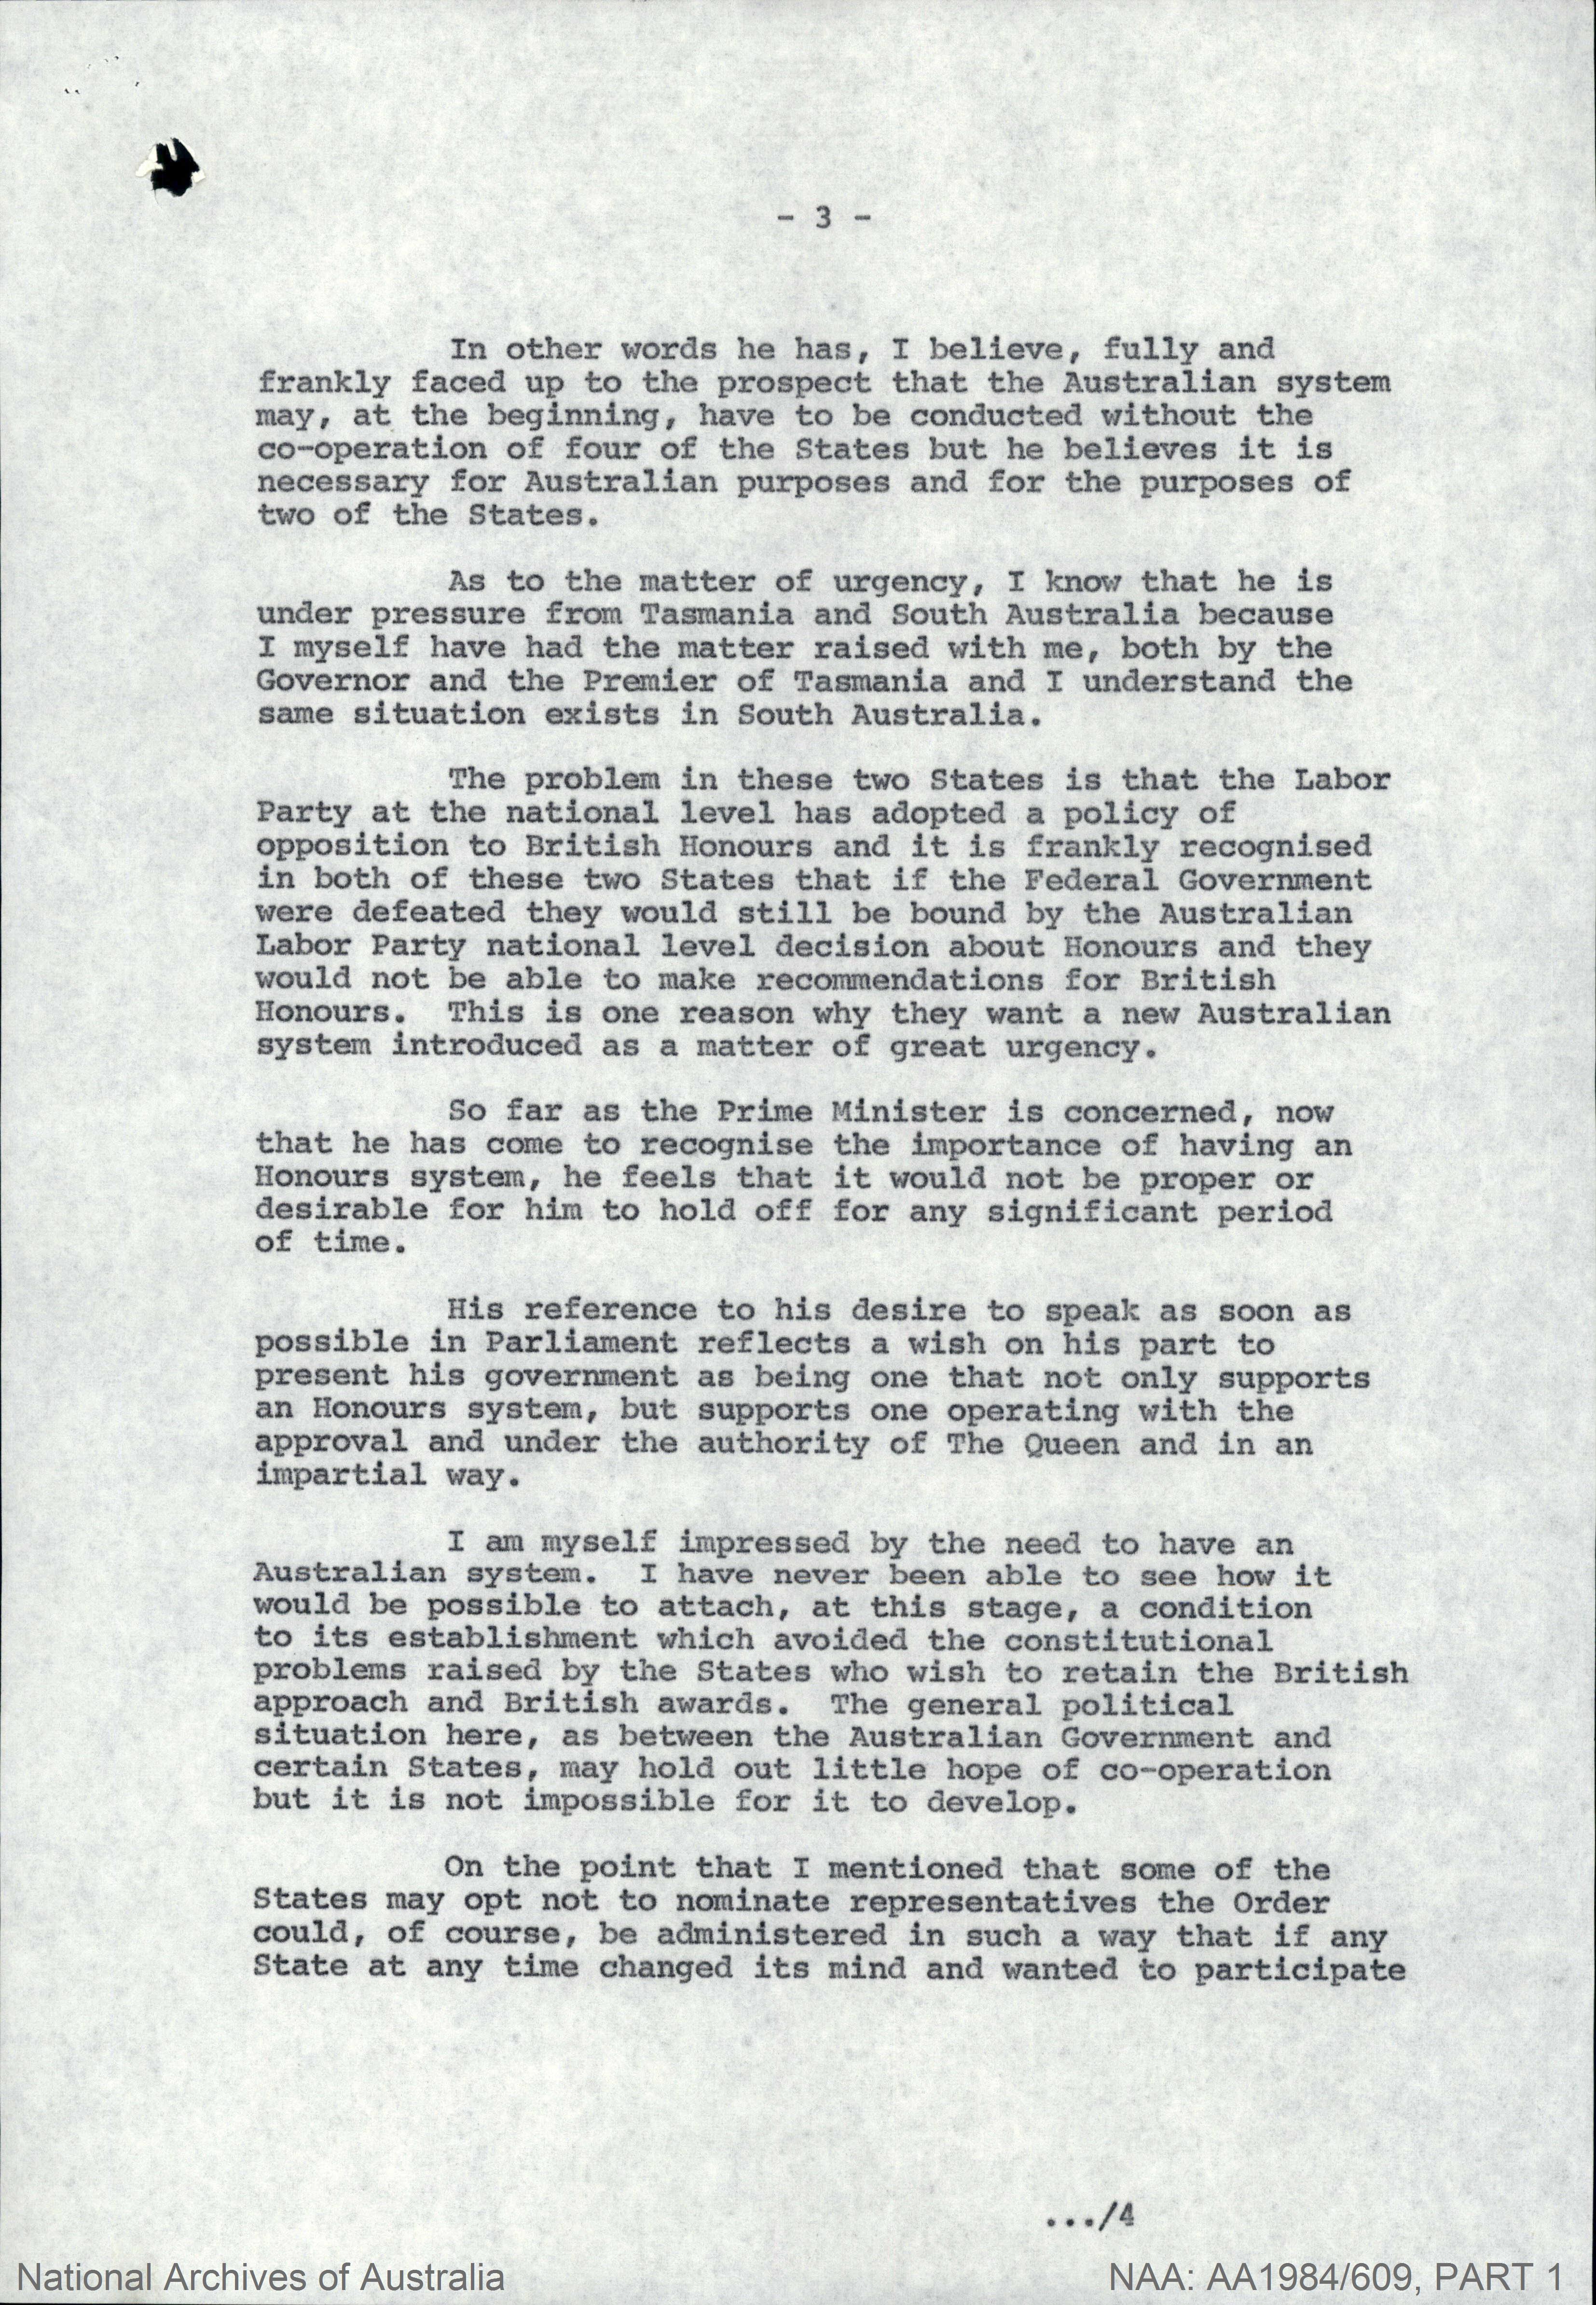 - 3 -
In other words he has, I believe, fully and
frankly faced up to the prospect that the Australian system
may, at the beginning, have to be conducted without the
co-operation of four of the States but he believes it is
necessary for Australian purposes and for the purposes of
two of the States.
As to the matter of urgency, I know that he is
under pressure from Tasmania and South Australia because
I myself have had the matter raised with me, both by the
Governor and the Premier of Tasmania and I understand the
same situation exists in South Australia.
The problem in these two States is that the Labor
Party at the national level has adopted a policy of
opposition to British Honours and it is frankly recognised
in both of these two States that if the Federal Government
were defeated they would still be bound by the Australian
Labor Party national level decision about Honours and they
would not be able to make recommendations for British
Honours. This is one reason why they want a new Australian
system introduced as a matter of great urgency.
So far as the Prime Minister is concerned, now
that he has come to recognise the importance of having an
Honours system, he feels that it would not be proper or
desirable for him to hold off for any significant period
of time.
His reference to his desire to speak as soon as
possible in Parliament reflects a wish on his part to
present his government as being one that not only supports
an Honours system, but supports one operating with the
approval and under the authority of The Queen and in an
impartial way.
I am myself impressed by the need to have an
Australian system. I have never been able to see how it
would be possible to attach, at this stage, a condition
to its establishment which avoided the constitutional
problems raised by the States who wish to retain the British
approach and British awards. The general political
situation here, as between the Australian Government and
certain States, may hold out little hope of co-operation
but it is not impossible for it to develop.
On the point that I mentioned that some of the
States may opt not to nominate representatives the Order
could, of course, be administered in such a way that if any
State at any time changed its mind and wanted to participate
.../4
National Archives of Australia
NAA: AA1984/609, PART 1